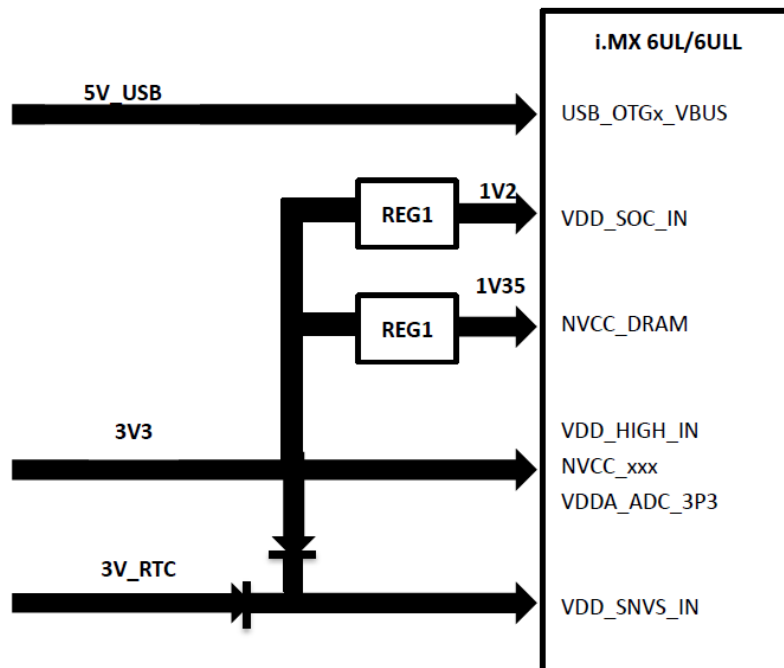 i.MX 6UL/6ULL
5V_USB
USB_OTGx_VBUS
REG1
1V2
VDD_SOC_IN
REG1
1V35
NVCC_DRAM
3V3
VDD_HIGH_IN
NVCC_xxx
VDDA_ADC_3P3
3V_RTC
VDD_SNVS_IN